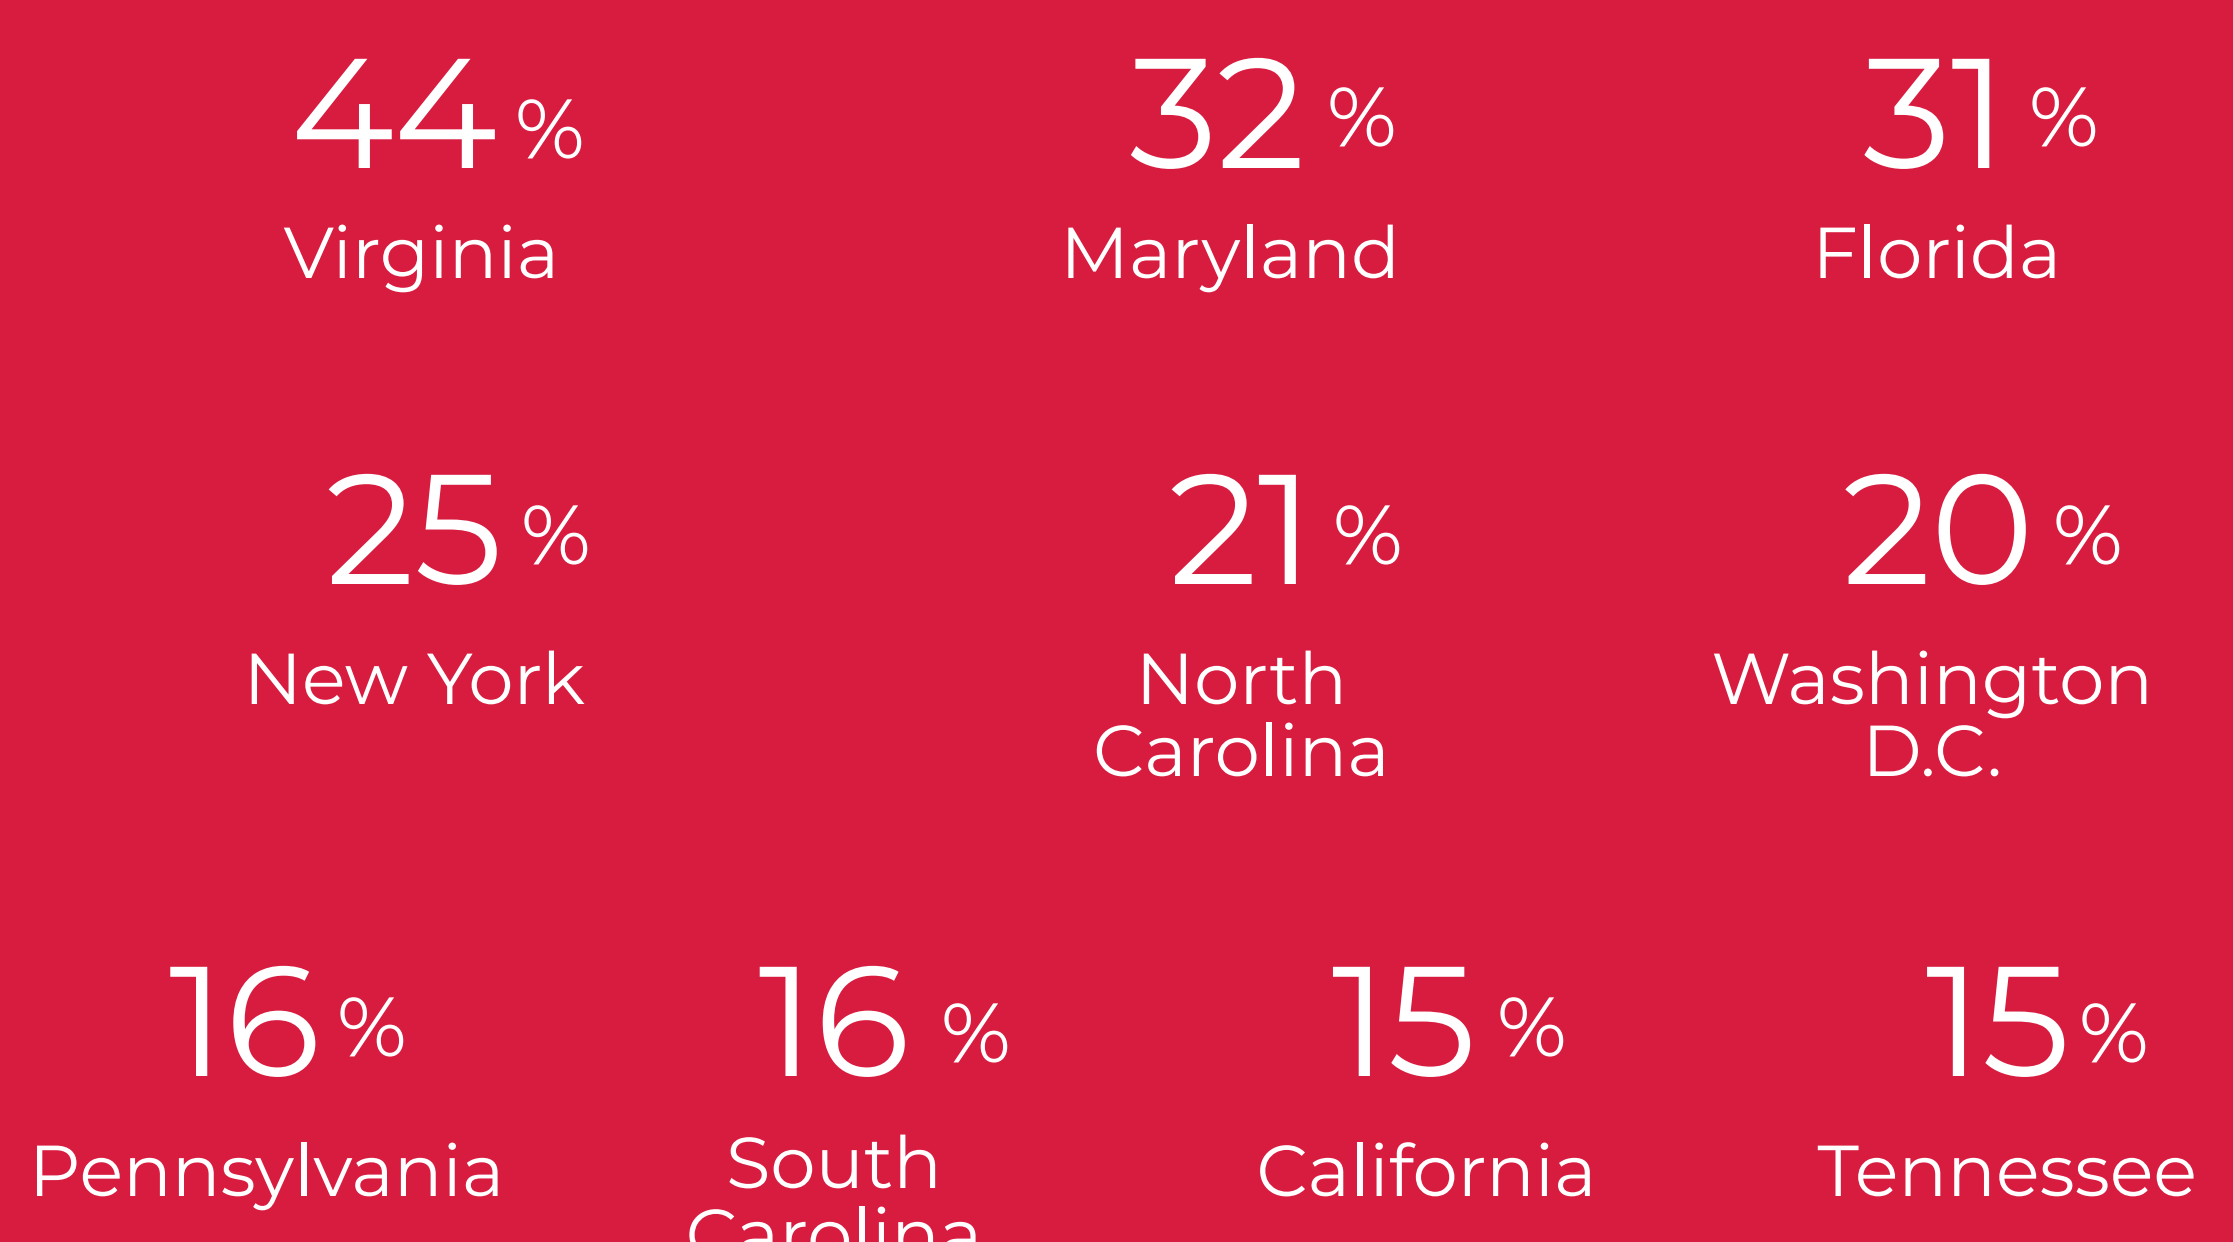 44 % 32 % 31 %
Virginia Maryland Florida
25 % 21 % 20 %
New York North Washington
Carolina D.C.
16 % 16 % 15 % 15 %
Pennsylvania South California Tennessee
Carolina